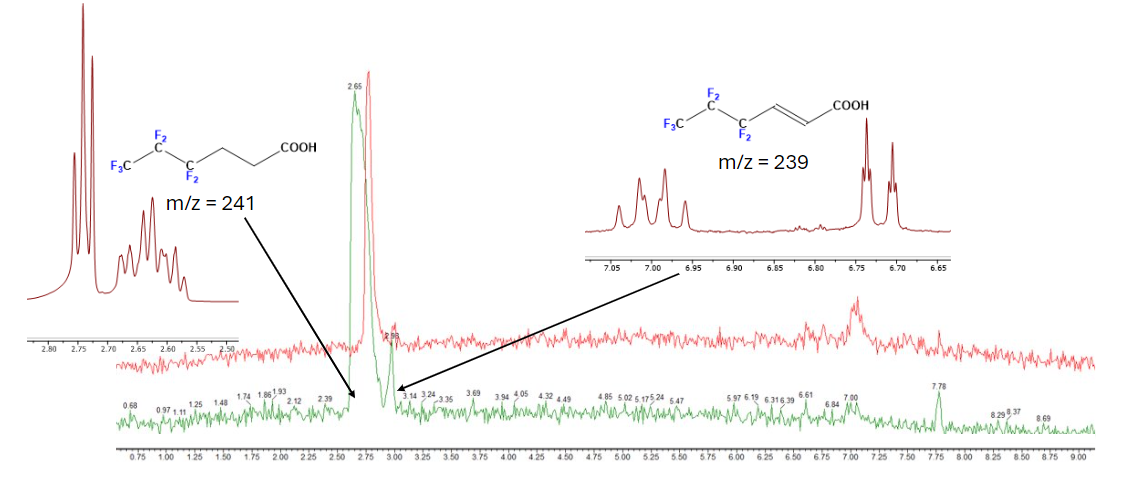 2.65
F2
F3C
F2
COOH
m/z = 241
F2
F3C
F2
COOH
m/z = 239
7.05 7.00 6.95 6.90 6.85 6.80 6.75 6.70 6.65
2.80 2.75 2.70 2.65 2.60 2.55 2.50
2.96
0.68 0.97 1.11 1.25 1.48 1.74 1.86 1.93 2.12 2.39 3.14 3.24 3.35 3.69 3.94 4.05 4.32 4.49 4.85 5.02 5.17 5.24 5.47 5.97 6.19 6.31 6.39 6.61 6.84 7.00 7.78 8.29 8.37 8.69
0.75 1.00 1.25 1.50 1.75 2.00 2.25 2.50 2.75 3.00 3.25 3.50 3.75 4.00 4.25 4.50 4.75 5.00 5.25 5.50 5.75 6.00 6.25 6.50 6.75 7.00 7.25 7.50 7.75 8.00 8.25 8.50 8.75 9.00